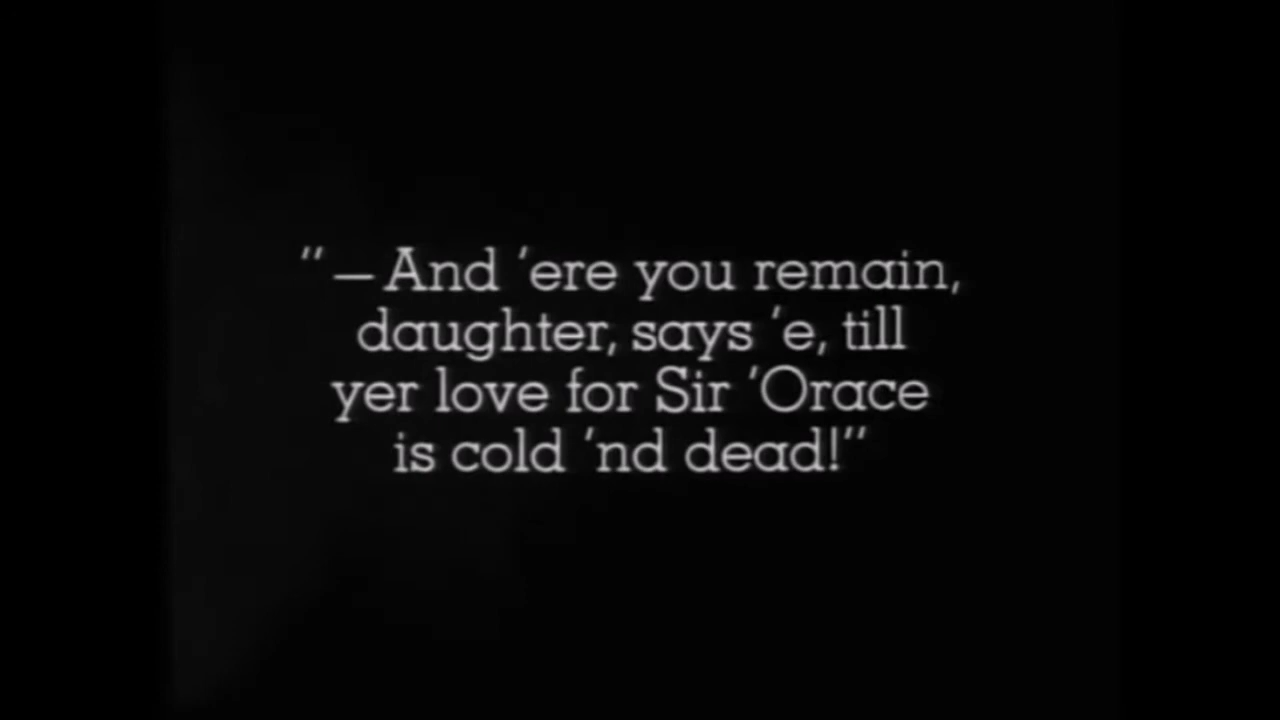 "—And 'ere you remain,
daughter, says 'e, till
yer love for Sir 'Orace
is cold 'nd dead!"